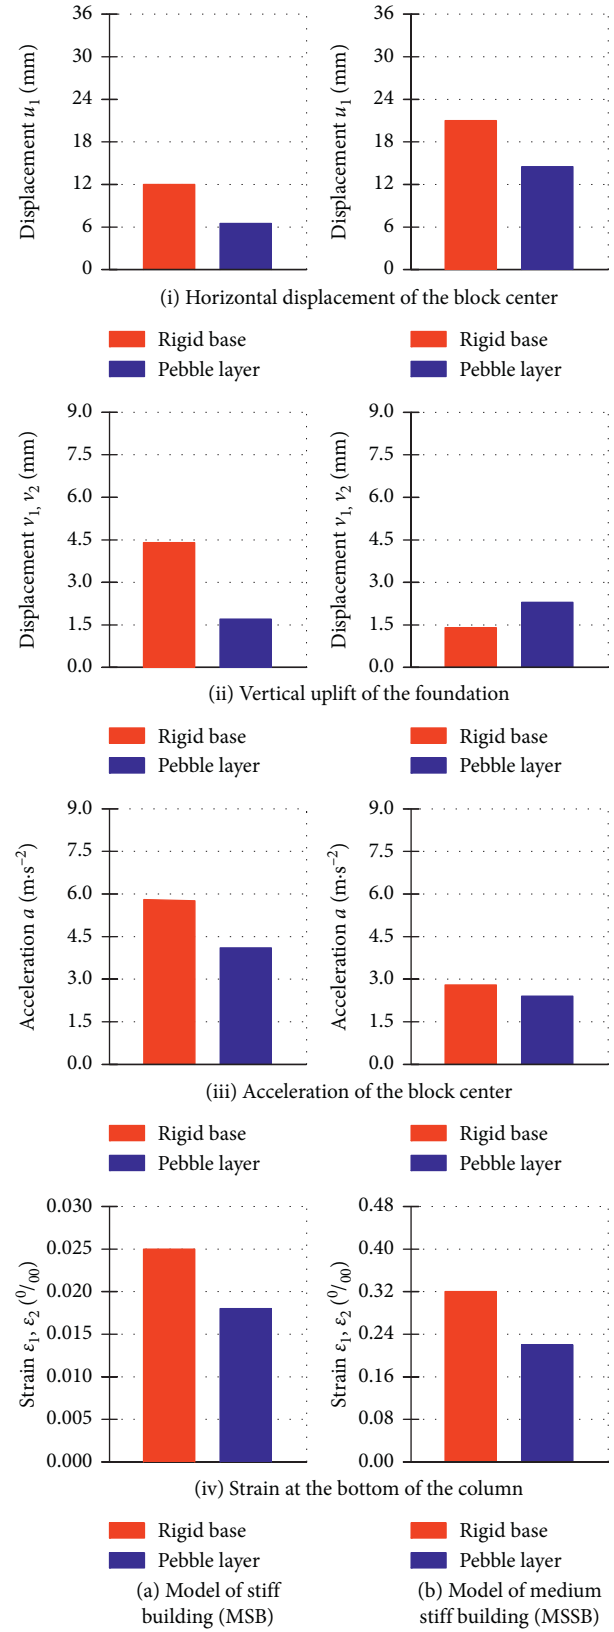 Displacement u₁ (mm)
36
30
24
18
12
6
0
Displacement u₁ (mm)
36
30
24
18
12
6
0
(i) Horizontal displacement of the block center
Rigid base
Pebble layer
Rigid base
Pebble layer
Displacement v₁, v₂ (mm)
9.0
7.5
6.0
4.5
3.0
1.5
0.0
Displacement v₁, v₂ (mm)
9.0
7.5
6.0
4.5
3.0
1.5
0.0
(ii) Vertical uplift of the foundation
Rigid base
Pebble layer
Rigid base
Pebble layer
Acceleration a (m·s⁻²)
9.0
7.5
6.0
4.5
3.0
1.5
0.0
Acceleration a (m·s⁻²)
9.0
7.5
6.0
4.5
3.0
1.5
0.0
(iii) Acceleration of the block center
Rigid base
Pebble layer
Rigid base
Pebble layer
Strain ε₁, ε₂ (⁰/₀₀)
0.030
0.025
0.020
0.015
0.010
0.005
0.000
Strain ε₁, ε₂ (⁰/₀₀)
0.48
0.40
0.32
0.24
0.16
0.08
0.00
(iv) Strain at the bottom of the column
Rigid base
Pebble layer
(a) Model of stiff
building (MSB)
Rigid base
Pebble layer
(b) Model of medium
stiff building (MSSB)